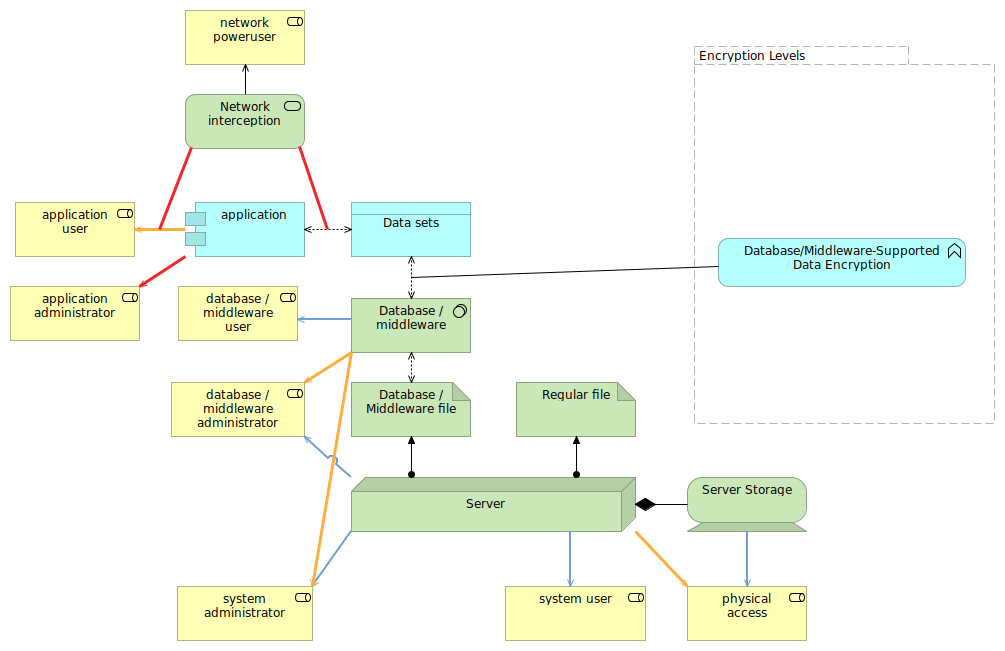 network
poweruser
Encryption Levels
Network
interception
application
user
application
Data sets
Database/Middleware-Supported
Data Encryption
application
administrator
database /
middleware
user
Database /
middleware
database /
middleware
administrator
Database /
Middleware file
Regular file
Server
Server Storage
system
administrator
system user
physical
access